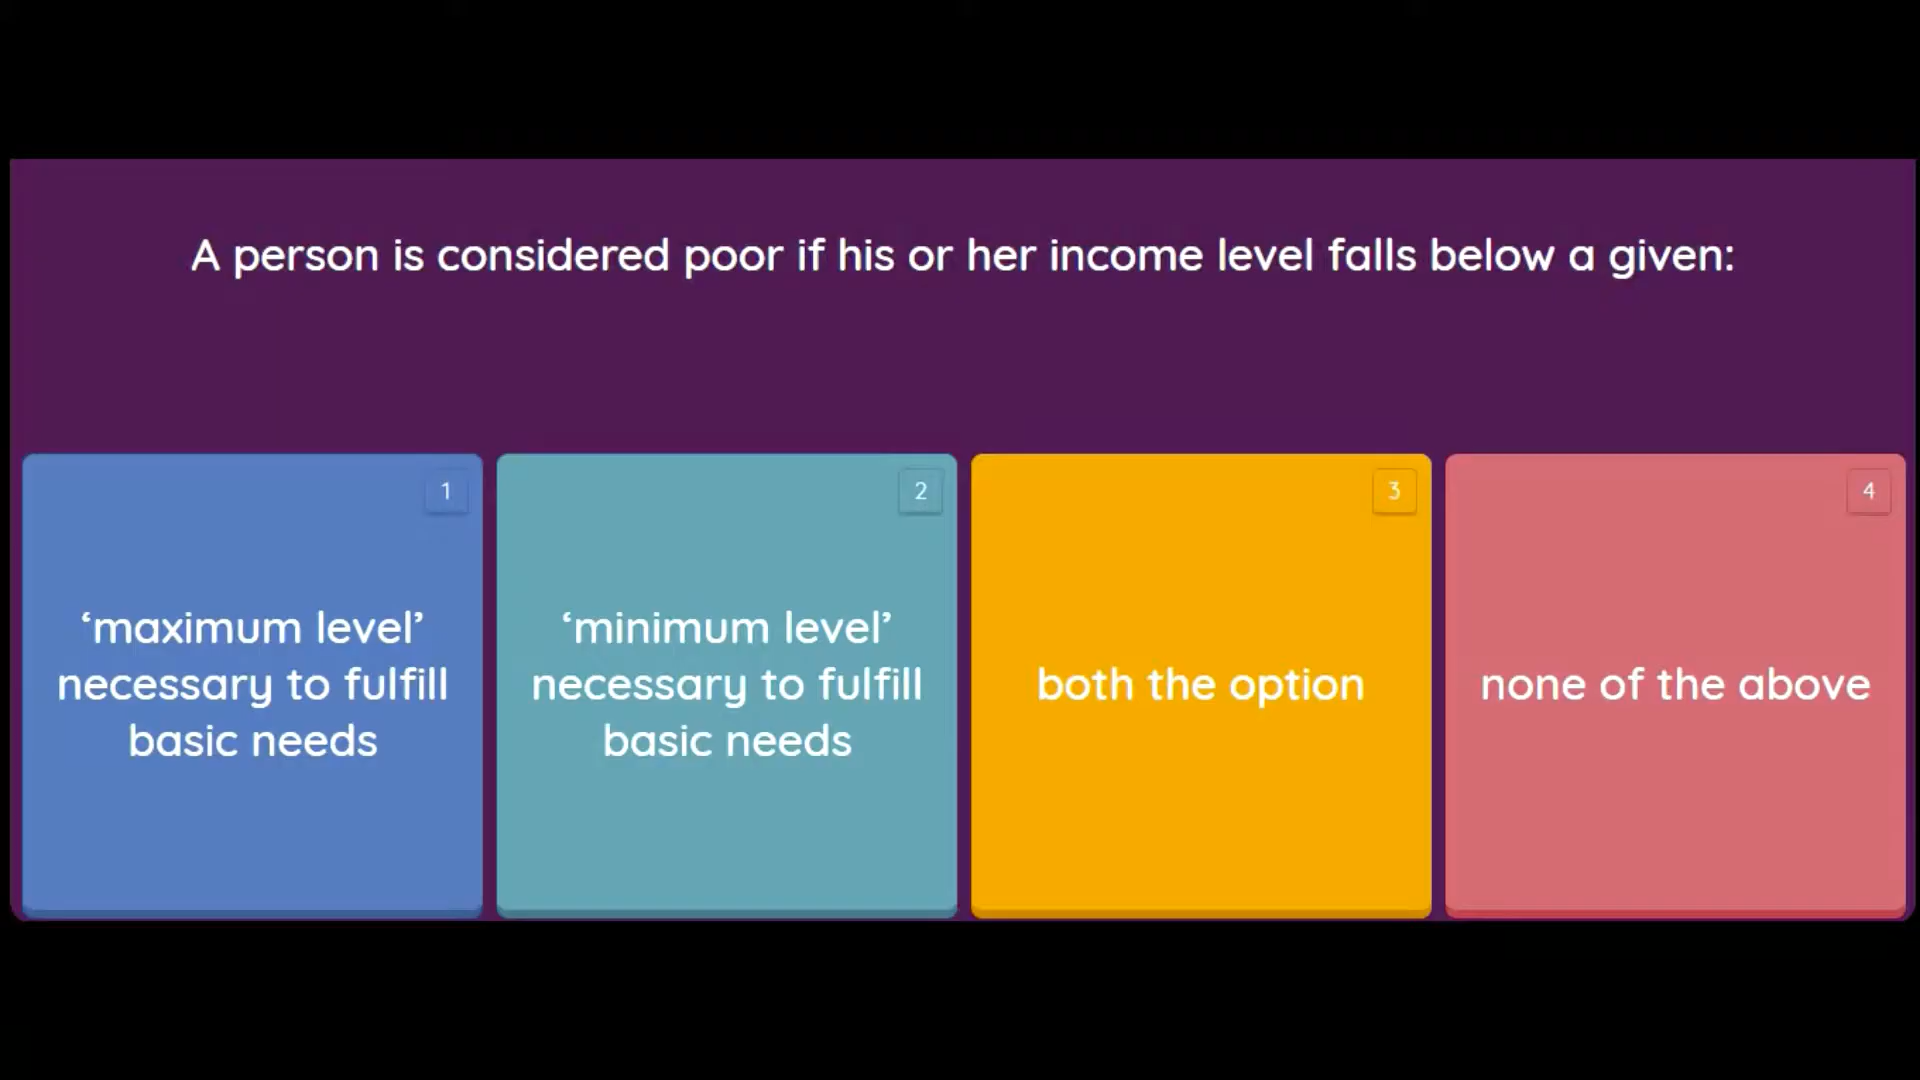 A person is considered poor if his or her income level falls below a given:
1
‘maximum level’
necessary to fulfill
basic needs
2
‘minimum level’
necessary to fulfill
basic needs
3
both the option
4
none of the above